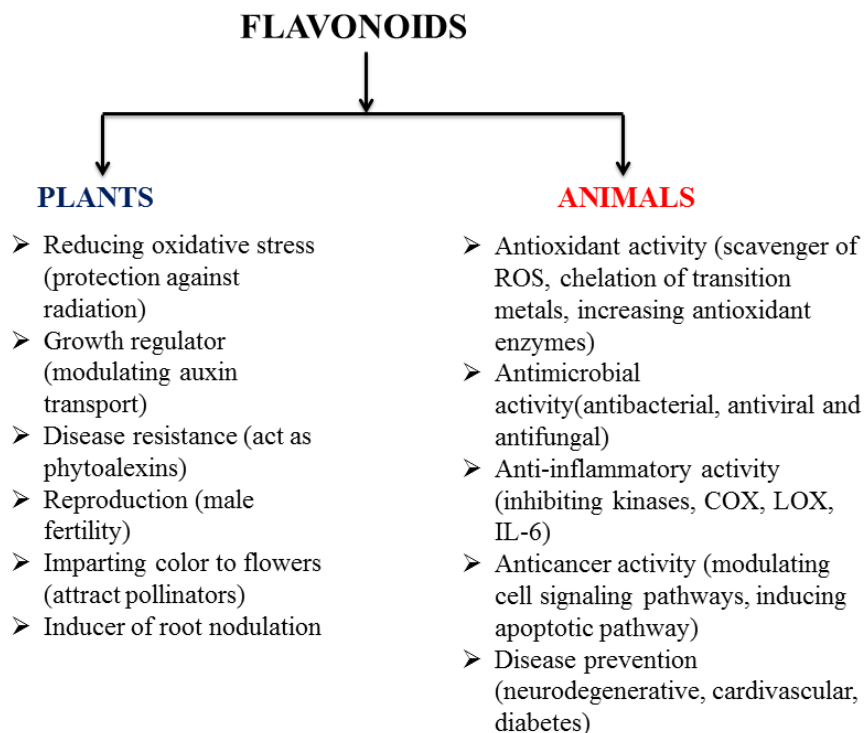 FLAVONOIDS
PLANTS
➤ Reducing oxidative stress
(protection against
radiation)
➤ Growth regulator
(modulating auxin
transport)
➤ Disease resistance (act as
phytoalexins)
➤ Reproduction (male
fertility)
➤ Imparting color to flowers
(attract pollinators)
➤ Inducer of root nodulation
ANIMALS
➤ Antioxidant activity (scavenger of
ROS, chelation of transition
metals, increasing antioxidant
enzymes)
➤ Antimicrobial
activity(antibacterial, antiviral and
antifungal)
➤ Anti-inflammatory activity
(inhibiting kinases, COX, LOX,
IL-6)
➤ Anticancer activity (modulating
cell signaling pathways, inducing
apoptotic pathway)
➤ Disease prevention
(neurodegenerative, cardivascular,
diabetes)